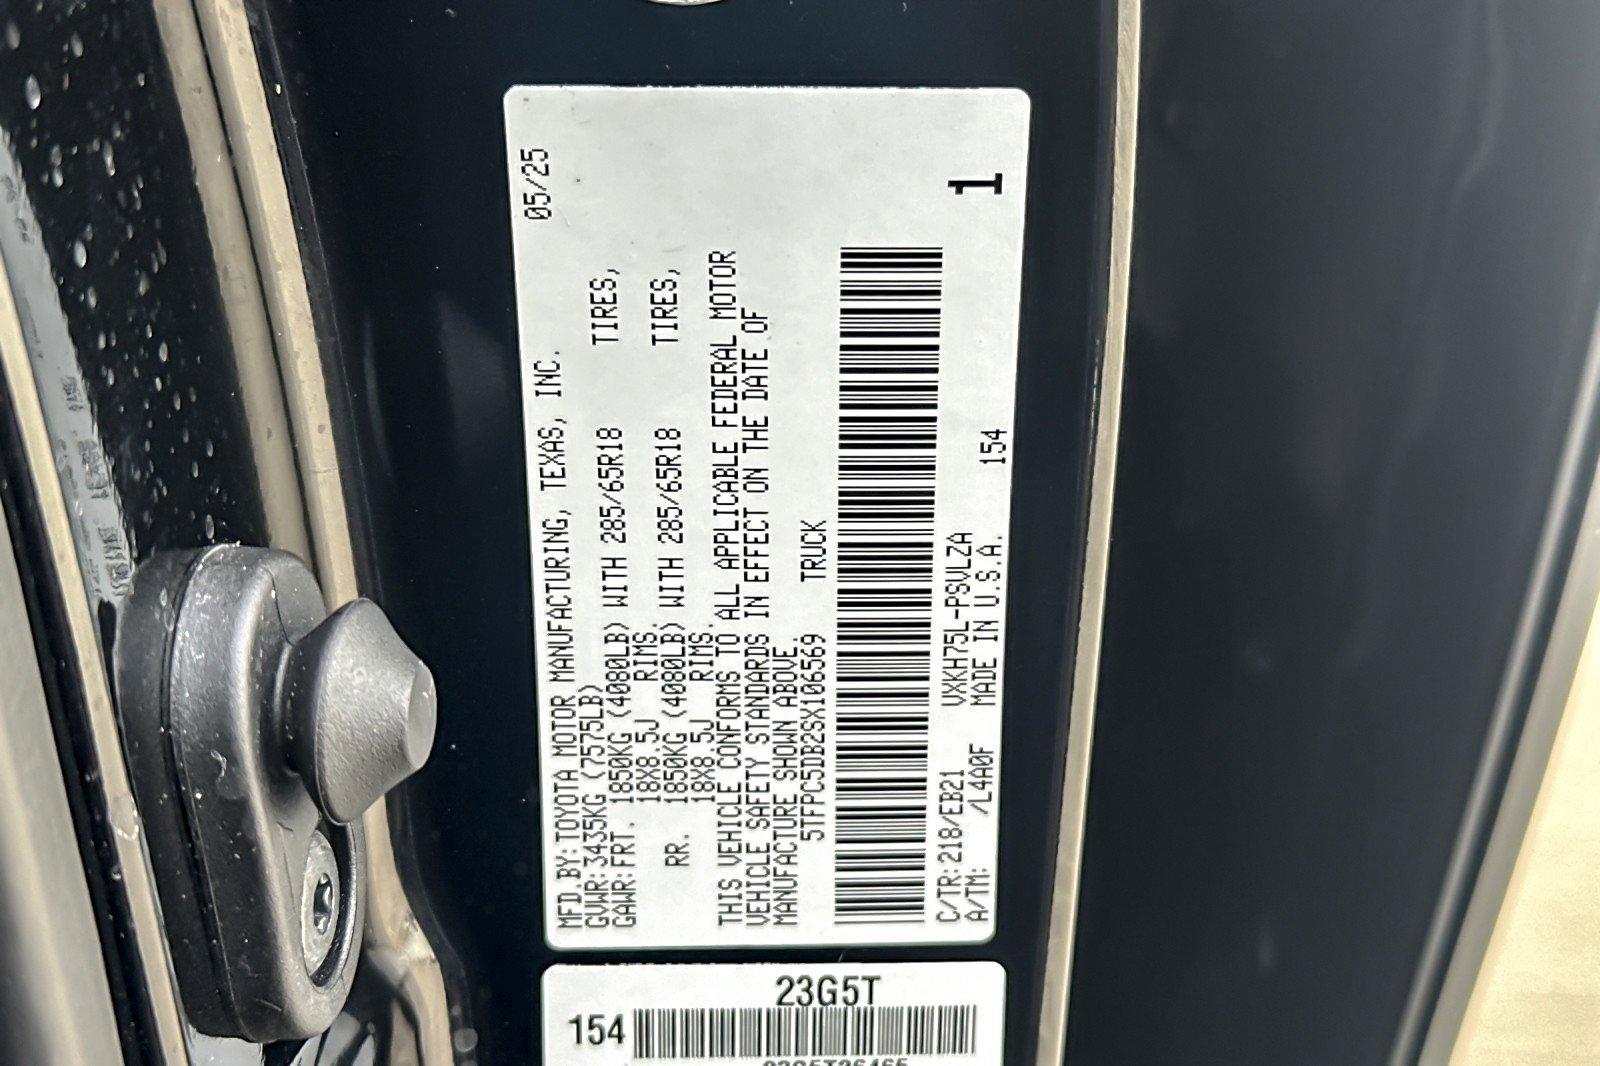 05/25
MFD.BY:TOYOTA MOTOR MANUFACTURING, TEXAS, INC.
GVWR:3435KG (7575LB)
GAWR:FRT. 1850KG (4080LB) WITH 285/65R18 TIRES,
18X8.5J RIMS.
RR. 1850KG (4080LB) WITH 285/65R18 TIRES,
18X8.5J RIMS.
THIS VEHICLE CONFORMS TO ALL APPLICABLE FEDERAL MOTOR
VEHICLE SAFETY STANDARDS IN EFFECT ON THE DATE OF
MANUFACTURE SHOWN ABOVE.
5TFPC5DB2SX106569 TRUCK
1
C/TR:218/EB21 VXKH75L-PSVLZA
A/TM: /L4A0F MADE IN U.S.A. 154
23G5T
154